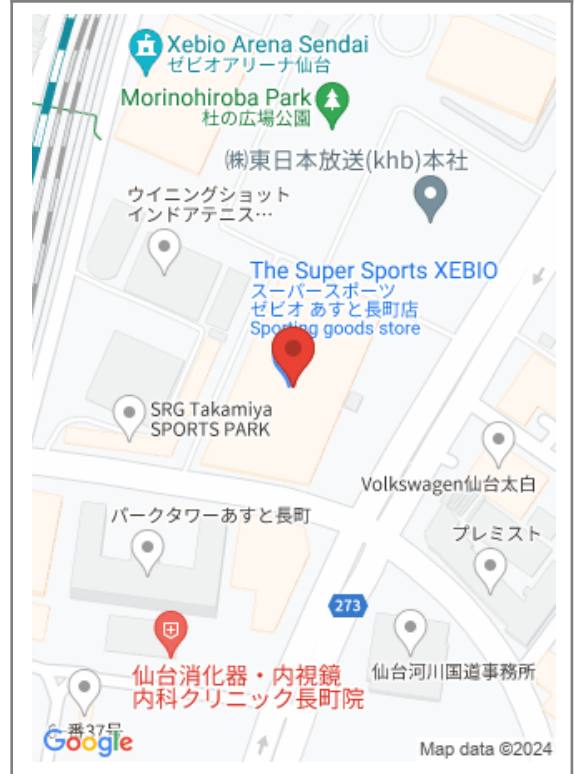 Xebio Arena Sendai
ゼビオアリーナ仙台
Morinohiroba Park
杜の広場公園
㈱東日本放送(khb)本社
ウイニングショット
インドアテニス…
The Super Sports XEBIO
スーパースポーツ
ゼビオ あすと長町店
Sporting goods store
SRG Takamiya
SPORTS PARK
Volkswagen仙台太白
パークタワーあすと長町
プレミスト
273
仙台消化器・内視鏡
内科クリニック長町院
仙台河川国道事務所
番37号
Google
Map data ©2024